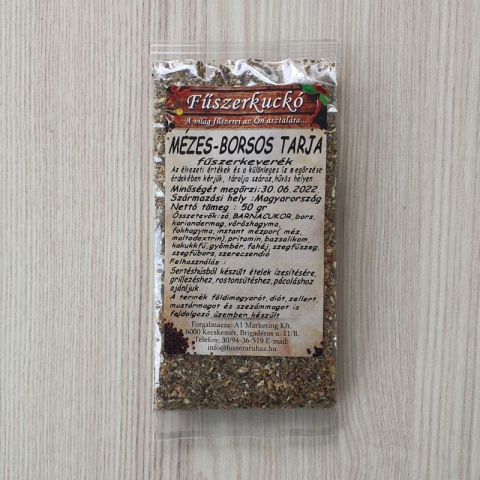 Fűszerkuckó
A világ fűszerei az Ön asztalára...
MÉZES-BORSOS TARJA
fűszerkeverék
Az élvezeti értékek és a különleges íz megőrzése
érdekében kérjük, tárolja száraz,hűvös helyen
Minőségét megőrzi:30.06.2022
Származási hely :Magyarország
Nettó tömeg : 50 gr
Összetevők:só, BARNACUKOR, bors,
koriandermag, vöröshagyma,
fokhagyma, instant mézpor( méz,
maltodextrin),pritamin, bazsalikom,
kakukkfű, gyömbér, fahéj, szegfűszeg,
szegfűbors, szerecsendió
Felhasználás :
Sertéshúsból készült ételek ízesítésére,
grillezéshez, rostonsütéshez, pácoláshoz
ajánljuk
A termék földimogyorót, diót, zellert,
mustármagot és szezámmagot is
feldolgozó üzemben készült
Forgalmazza: A1 Marketing Kft.
6000 Kecskemét, Brigadéros u. 11/B.
Telefon: 30/94-36-519 E-mail:
info@fuszeraruhaz.hu